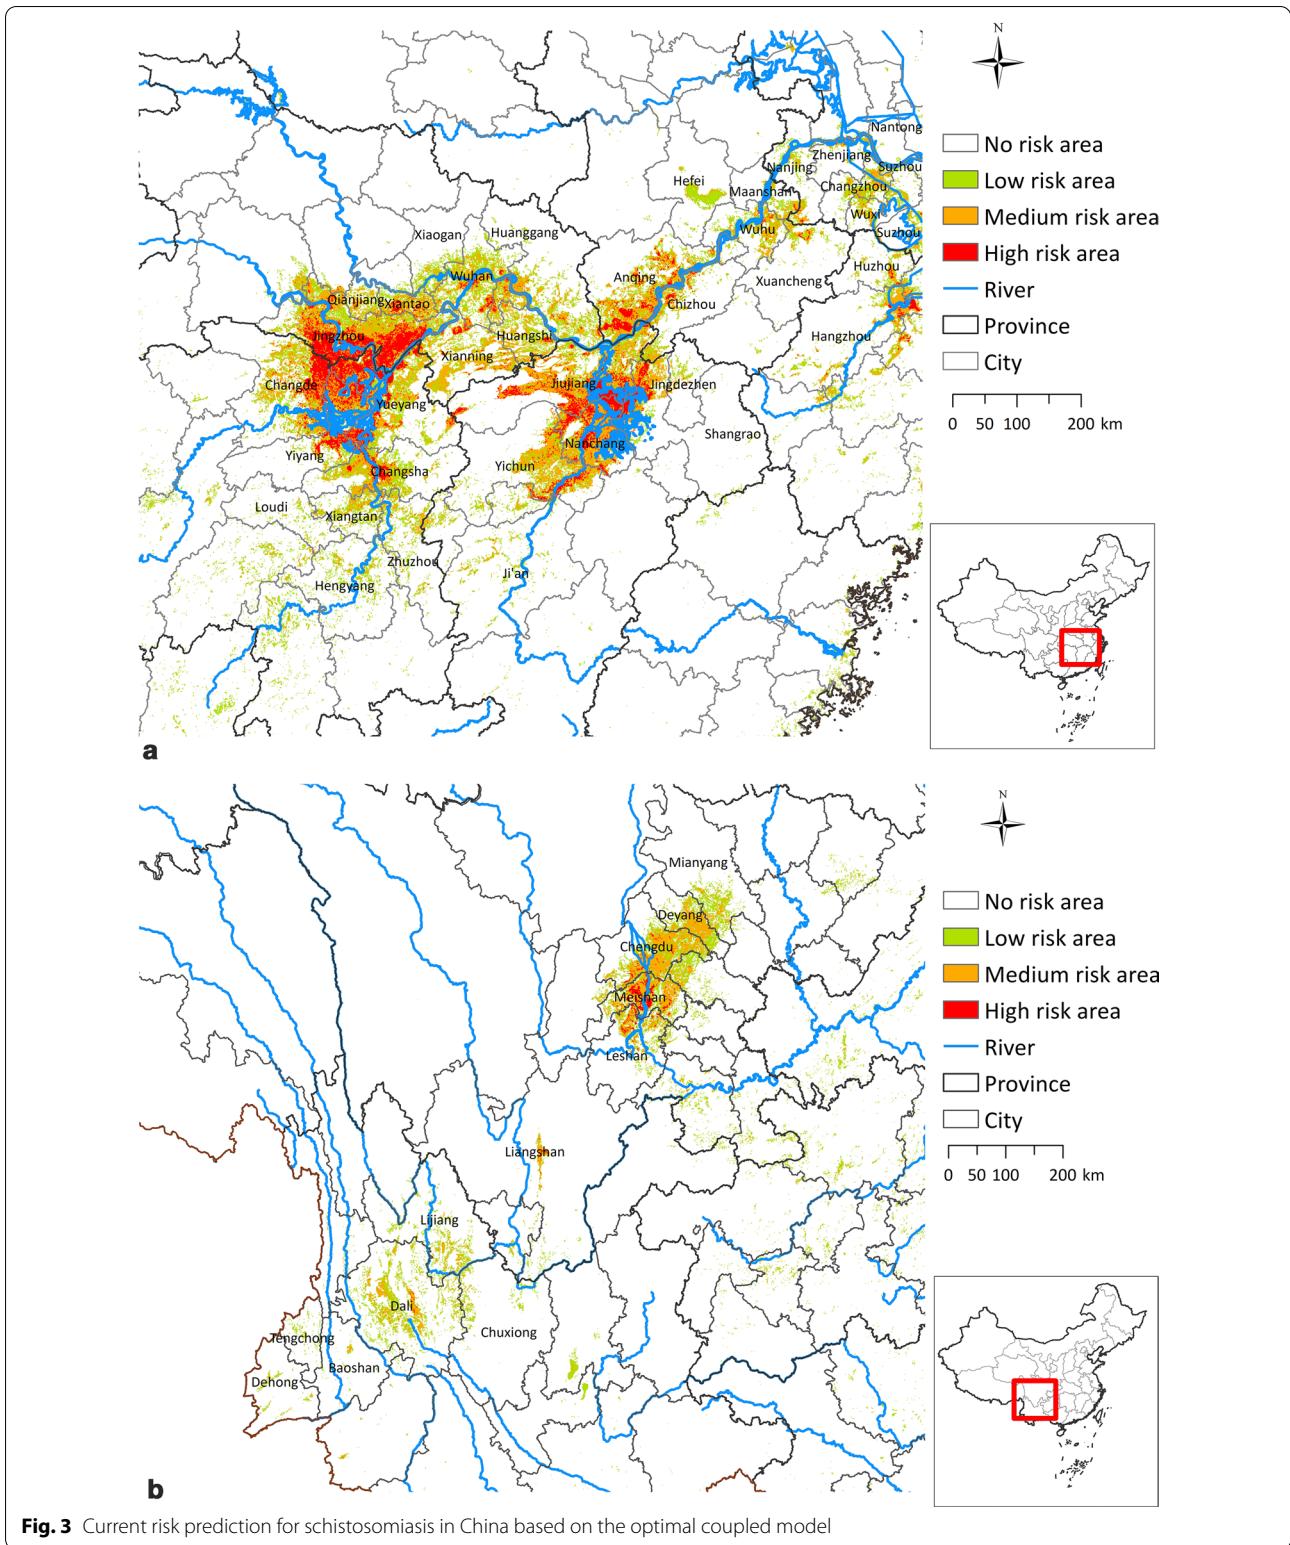 N
No risk area
Low risk area
Medium risk area
High risk area
River
Province
City
0 50 100 200 km
Nantong
Zhenjiang
Suzhou
Nanjing
Hefei
Maanshan
Changzhou
Wuxi
Suzhou
Wuhu
Xiaogan
Huanggang
Huzhou
Wuhan
Anqing
Xuancheng
Qianjiang
Xiantao
Chizhou
Jingzhou
Huangshi
Hangzhou
Xianning
Changde
Jiujiang
Jingdezhen
Yueyang
Shangrao
Nanchang
Yiyang
Changsha
Yichun
Loudi
Xiangtan
Zhuzhou
Ji'an
Hengyang
a
N
No risk area
Low risk area
Medium risk area
High risk area
River
Province
City
0 50 100 200 km
Mianyang
Deyang
Chengdu
Meishan
Leshan
Liangshan
Lijiang
Dali
Chuxiong
Tengchong
Baoshan
Dehong
b
Fig. 3 Current risk prediction for schistosomiasis in China based on the optimal coupled model